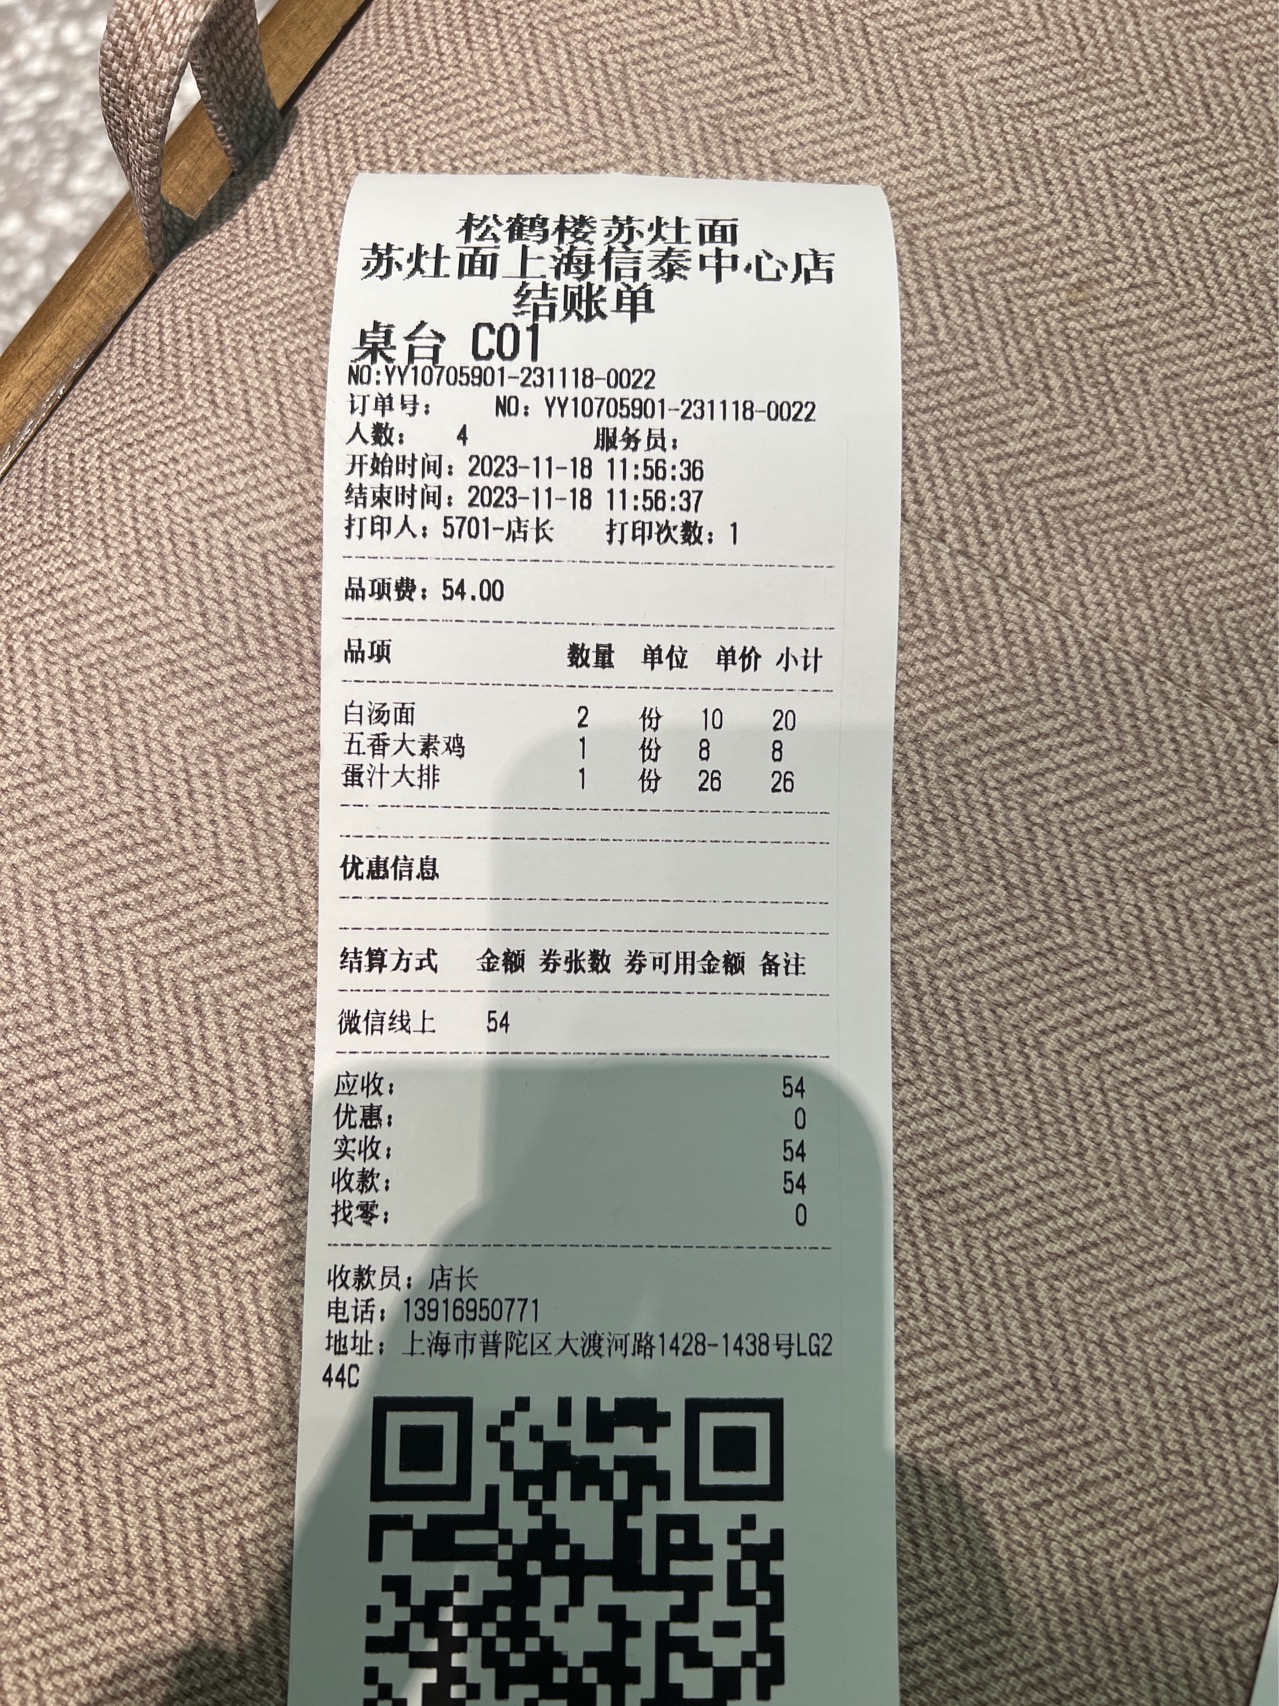 松鹤楼苏灶面
苏灶面上海信泰中心店
结账单
桌台 C01
NO:YY10705901-231118-0022
订单号： NO：YY10705901-231118-0022
人数： 4 服务员：
开始时间：2023-11-18 11:56:36
结束时间：2023-11-18 11:56:37
打印人：5701-店长 打印次数：1
品项费：54.00
品项 数量 单位 单价 小计
白汤面 2 份 10 20
五香大素鸡 1 份 8 8
蛋汁大排 1 份 26 26
优惠信息
结算方式 金额 券张数 券可用金额 备注
微信线上 54
应收： 54
优惠： 0
实收： 54
收款： 54
找零： 0
收款员：店长
电话：13916950771
地址：上海市普陀区大渡河路1428-1438号LG2
44C